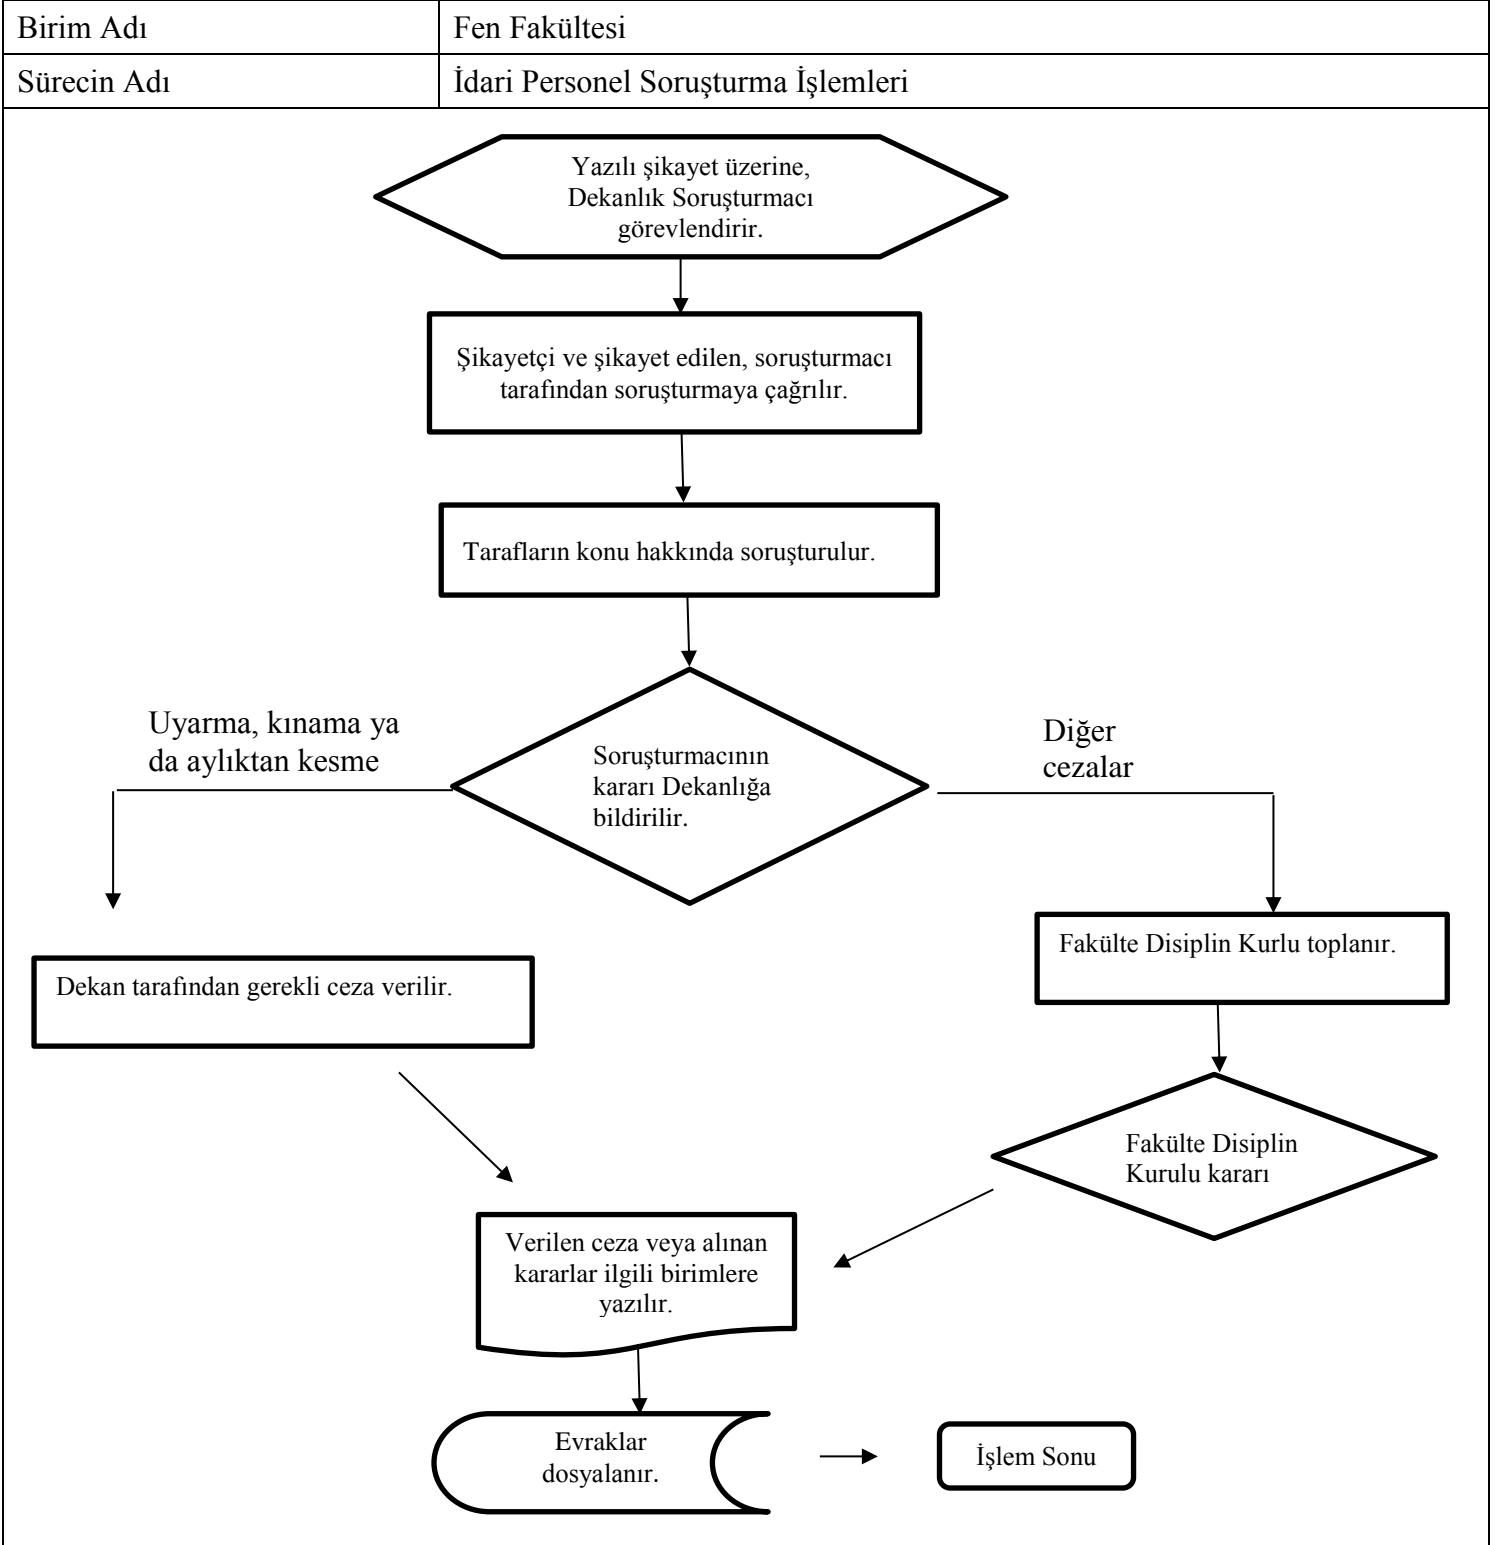 Birim Adı
Fen Fakültesi
Sürecin Adı
İdari Personel Soruşturma İşlemleri
Yazılı şikayet üzerine,
Dekanlık Soruşturmacı
görevlendirir.
Şikayetçi ve şikayet edilen, soruşturmacı
tarafından soruşturmaya çağrılır.
Tarafların konu hakkında soruşturulur.
Uyarma, kınama ya
da aylıktan kesme
Soruşturmacının
kararı Dekanlığa
bildirilir.
Diğer
cezalar
Dekan tarafından gerekli ceza verilir.
Fakülte Disiplin Kurlu toplanır.
Fakülte Disiplin
Kurulu kararı
Verilen ceza veya alınan
kararlar ilgili birimlere
yazılır.
Evraklar
dosyalanır.
İşlem Sonu